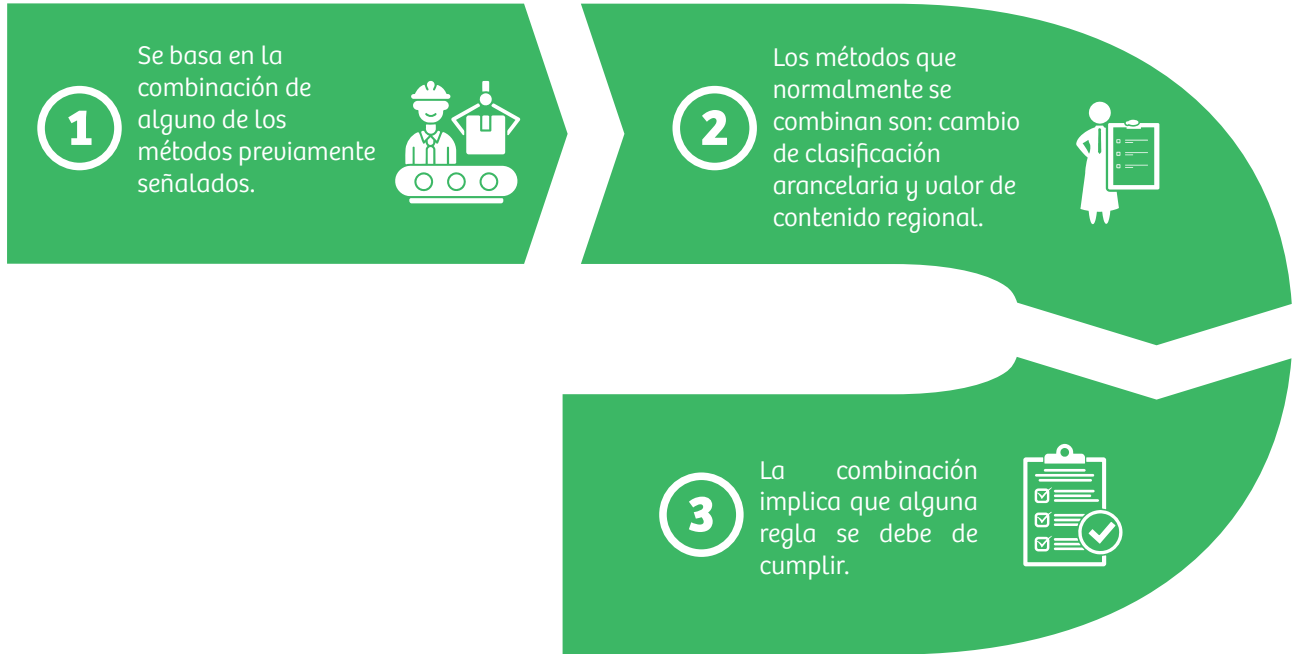 1
Se basa en la
combinación de
alguno de los
métodos previamente
señalados.
2
Los métodos que
normalmente se
combinan son: cambio
de clasificación
arancelaria y valor de
contenido regional.
3
La combinación
implica que alguna
regla se debe de
cumplir.